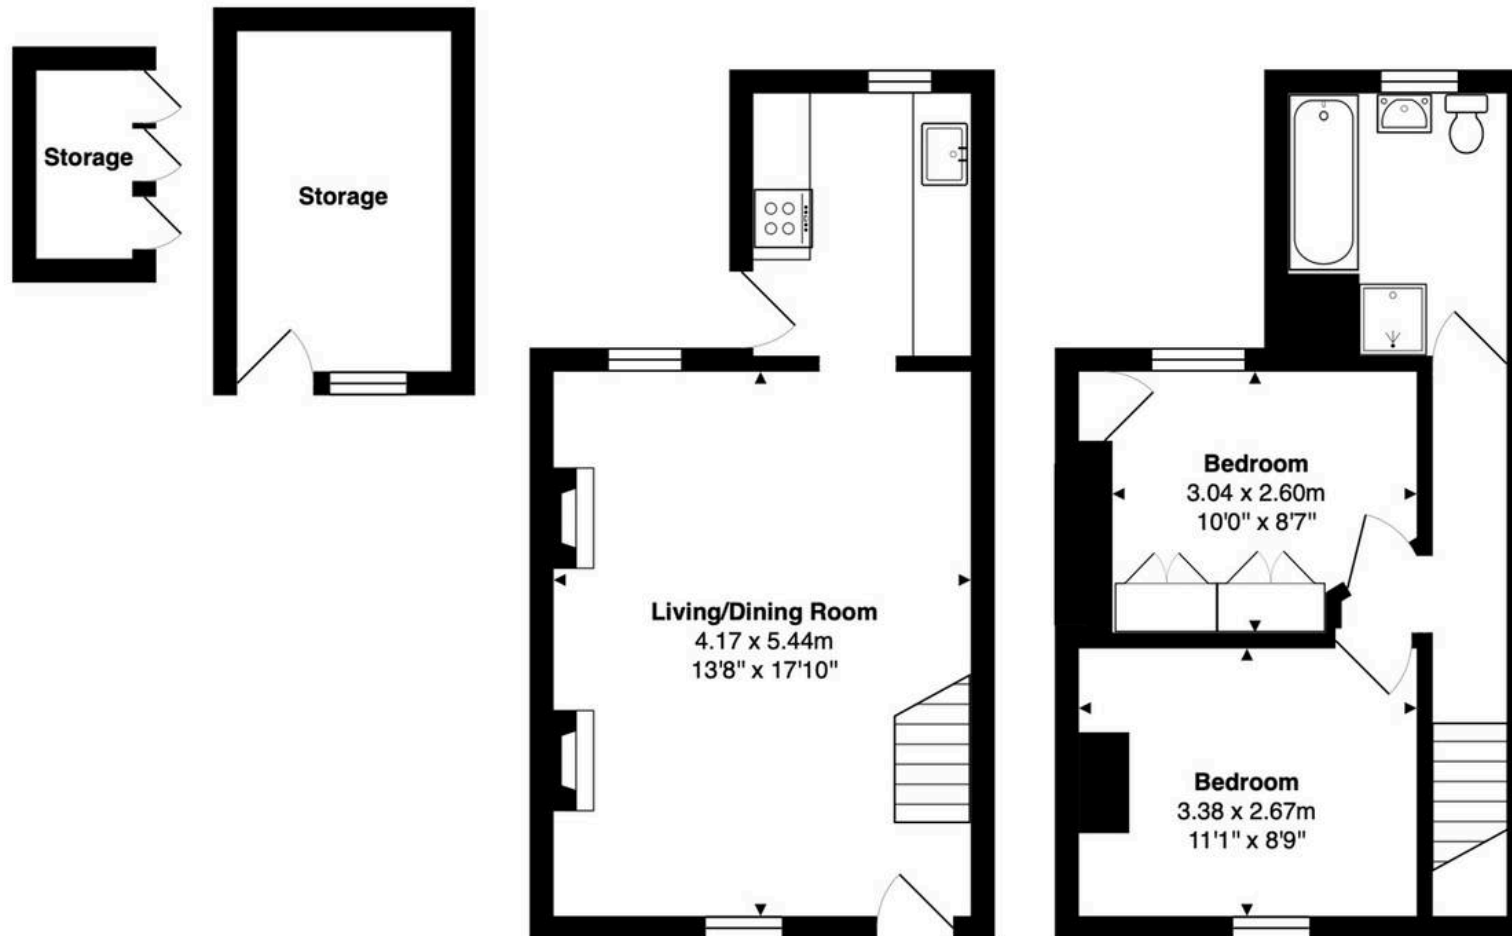 Storage
Storage
Living/Dining Room
4.17 x 5.44m
13'8" x 17'10"
Bedroom
3.04 x 2.60m
10'0" x 8'7"
Bedroom
3.38 x 2.67m
11'1" x 8'9"